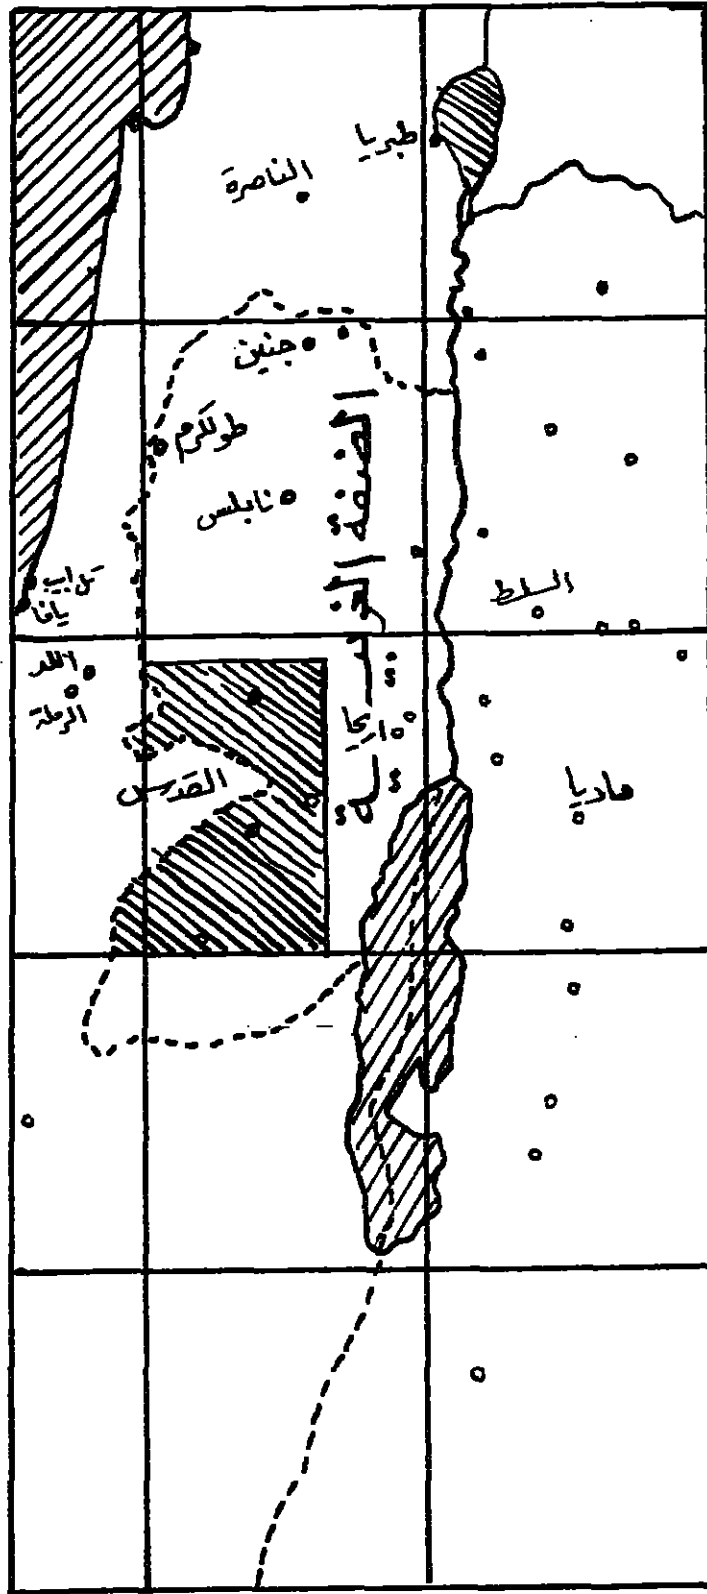 طبريا
الناصرة
جنين
طولكرم
نابلس
الضفة الغربية
تل ابيب
يافا
السلط
اللد
الرملة
اريحا
القدس
مادبا